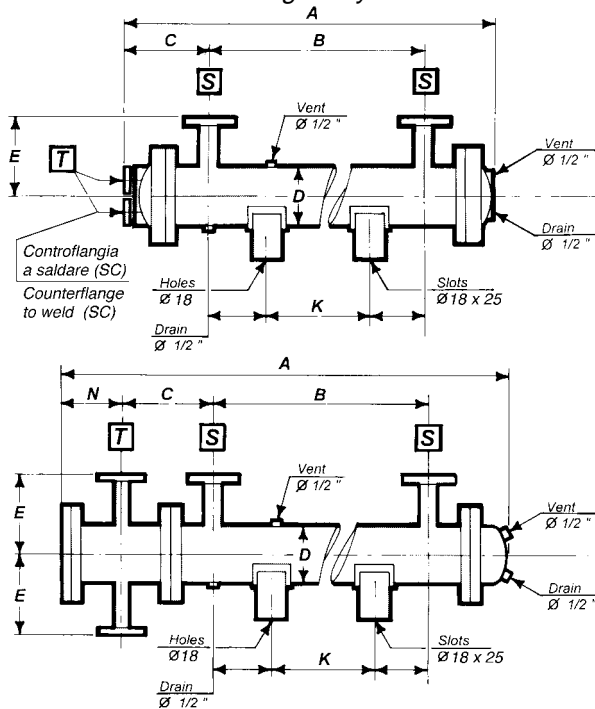 A
C B
S S
Vent
Ø 1/2 "
E
T
D
Vent
Ø 1/2 "
Controflangia
a saldare (SC)
Counterflange
to weld (SC)
Drain
Ø 1/2 "
Holes
Ø 18
K
Slots
Ø 18 x 25
Drain
Ø 1/2 "
A
N C B
T S S
Vent
Ø 1/2 "
E
D
Vent
Ø 1/2 "
E
Drain
Ø 1/2 "
Holes
Ø 18
K
Slots
Ø 18 x 25
Drain
Ø 1/2 "